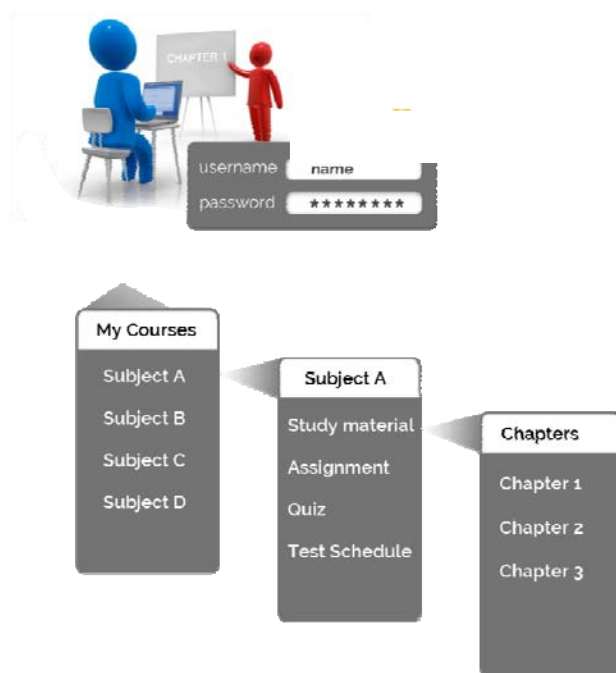 CHAPTER 1
username name
password ********
My Courses
Subject A
Subject B
Subject C
Subject D
Subject A
Study material
Assignment
Quiz
Test Schedule
Chapters
Chapter 1
Chapter 2
Chapter 3